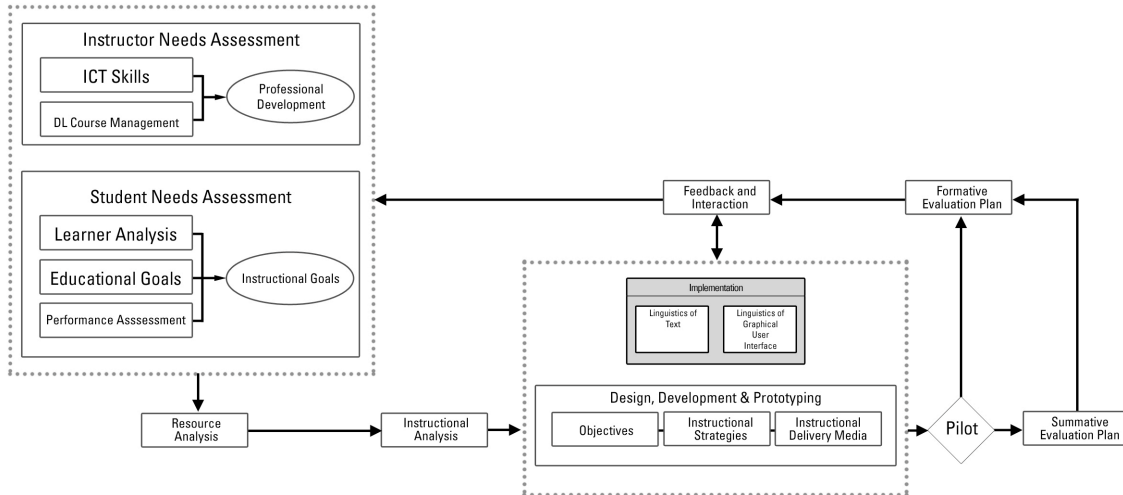 Instructor Needs Assessment
ICT Skills
DL Course Management
Professional
Development
Student Needs Assessment
Learner Analysis
Educational Goals
Performance Asssessment
Instructional Goals
Resource
Analysis
Instructional
Analysis
Feedback and
Interaction
Formative
Evaluation Plan
Implementation
Linguistics of
Text
Linguistics of
Graphical
User
Interface
Design, Development & Prototyping
Objectives
Instructional
Strategies
Instructional
Delivery Media
Pilot
Summative
Evaluation Plan